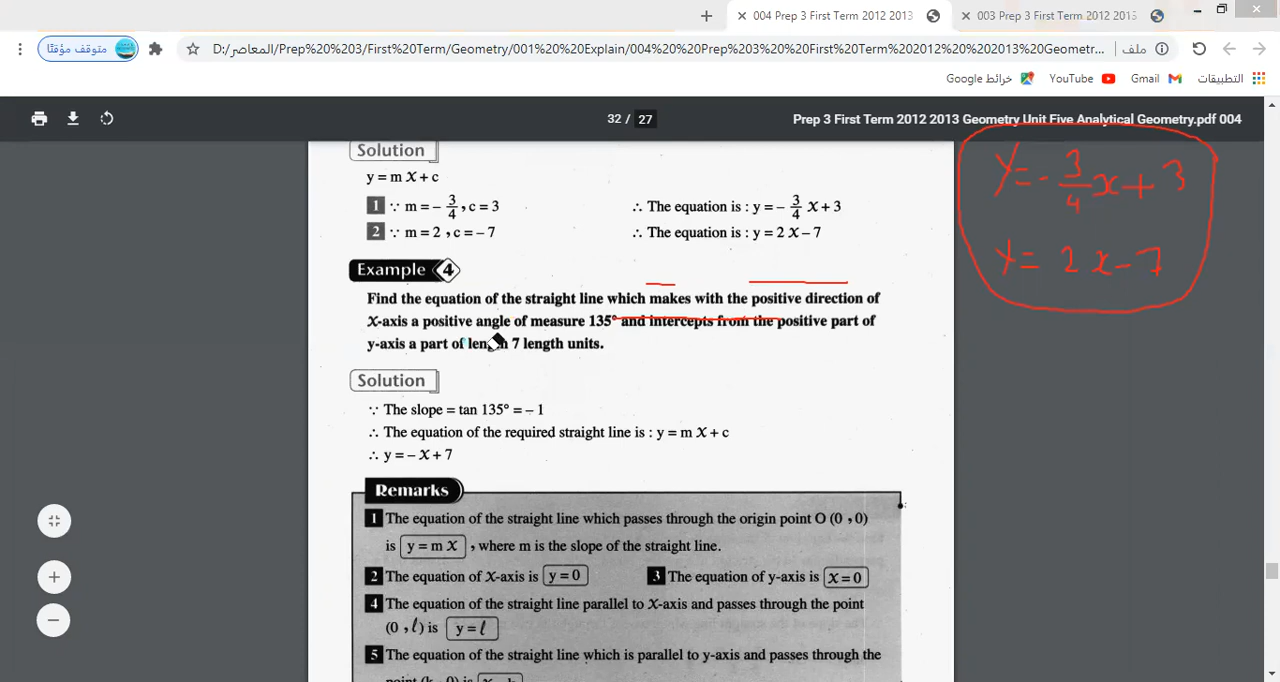 004 Prep 3 First Term 2012 2013
003 Prep 3 First Term 2012 2013
متوقف مؤقتًا
D:/المعاصر/Prep%20%203/First%20Term/Geometry/001%20%20Explain/004%20%20Prep%203%20%20First%20Term%202012%20%202013%20Geometr...
ملف
التطبيقات
Gmail
YouTube
خرائط Google
32 / 27
Prep 3 First Term 2012 2013 Geometry Unit Five Analytical Geometry.pdf 004
Solution
y = m X + c
1 ∵ m = – 3/4 , c = 3 ∴ The equation is : y = – 3/4 X + 3
2 ∵ m = 2 , c = – 7 ∴ The equation is : y = 2 X – 7
y = - 3/4 x + 3
y = 2 x - 7
Example 4
Find the equation of the straight line which makes with the positive direction of
X-axis a positive angle of measure 135° and intercepts from the positive part of
y-axis a part of length 7 length units.
Solution
∵ The slope = tan 135° = – 1
∴ The equation of the required straight line is : y = m X + c
∴ y = – X + 7
Remarks
1 The equation of the straight line which passes through the origin point O (0 , 0)
is y = m X , where m is the slope of the straight line.
2 The equation of X-axis is y = 0 3 The equation of y-axis is X = 0
4 The equation of the straight line parallel to X-axis and passes through the point
(0 , ℓ) is y = ℓ
5 The equation of the straight line which is parallel to y-axis and passes through the
point (k , 0) is X = k